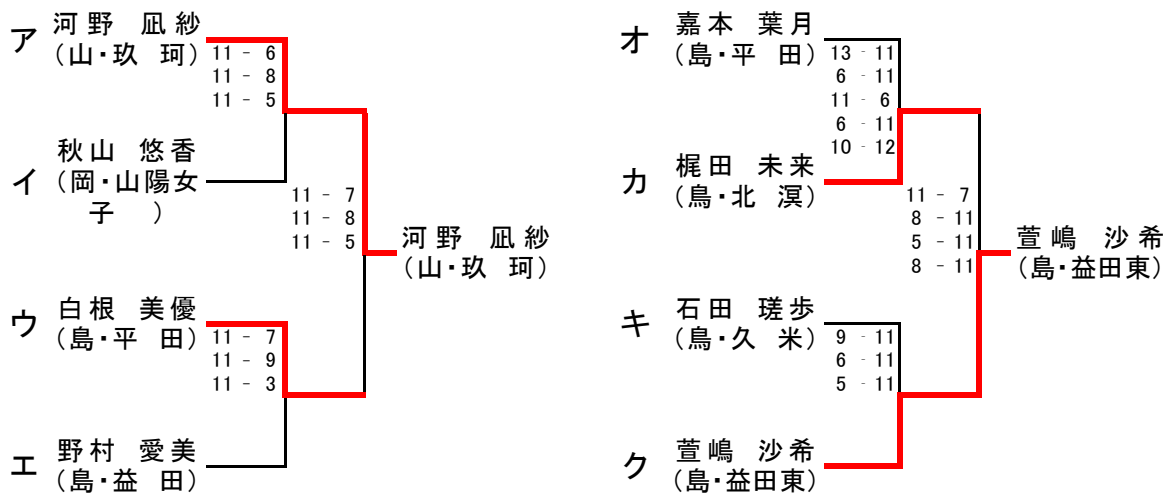 ア 河野 凪紗
(山・玖 珂)
11 - 6
11 - 8
11 - 5
イ 秋山 悠香
(岡・山陽女
子 )
11 - 7
11 - 8
11 - 5
河野 凪紗
(山・玖 珂)
ウ 白根 美優
(島・平 田)
11 - 7
11 - 9
11 - 3
エ 野村 愛美
(島・益 田)
オ 嘉本 葉月
(島・平 田)
13 - 11
6 - 11
11 - 6
6 - 11
10 - 12
カ 梶田 未来
(鳥・北 溟)
11 - 7
8 - 11
5 - 11
8 - 11
萱嶋 沙希
(島・益田東)
キ 石田 瑳歩
(鳥・久 米)
9 - 11
6 - 11
5 - 11
ク 萱嶋 沙希
(島・益田東)